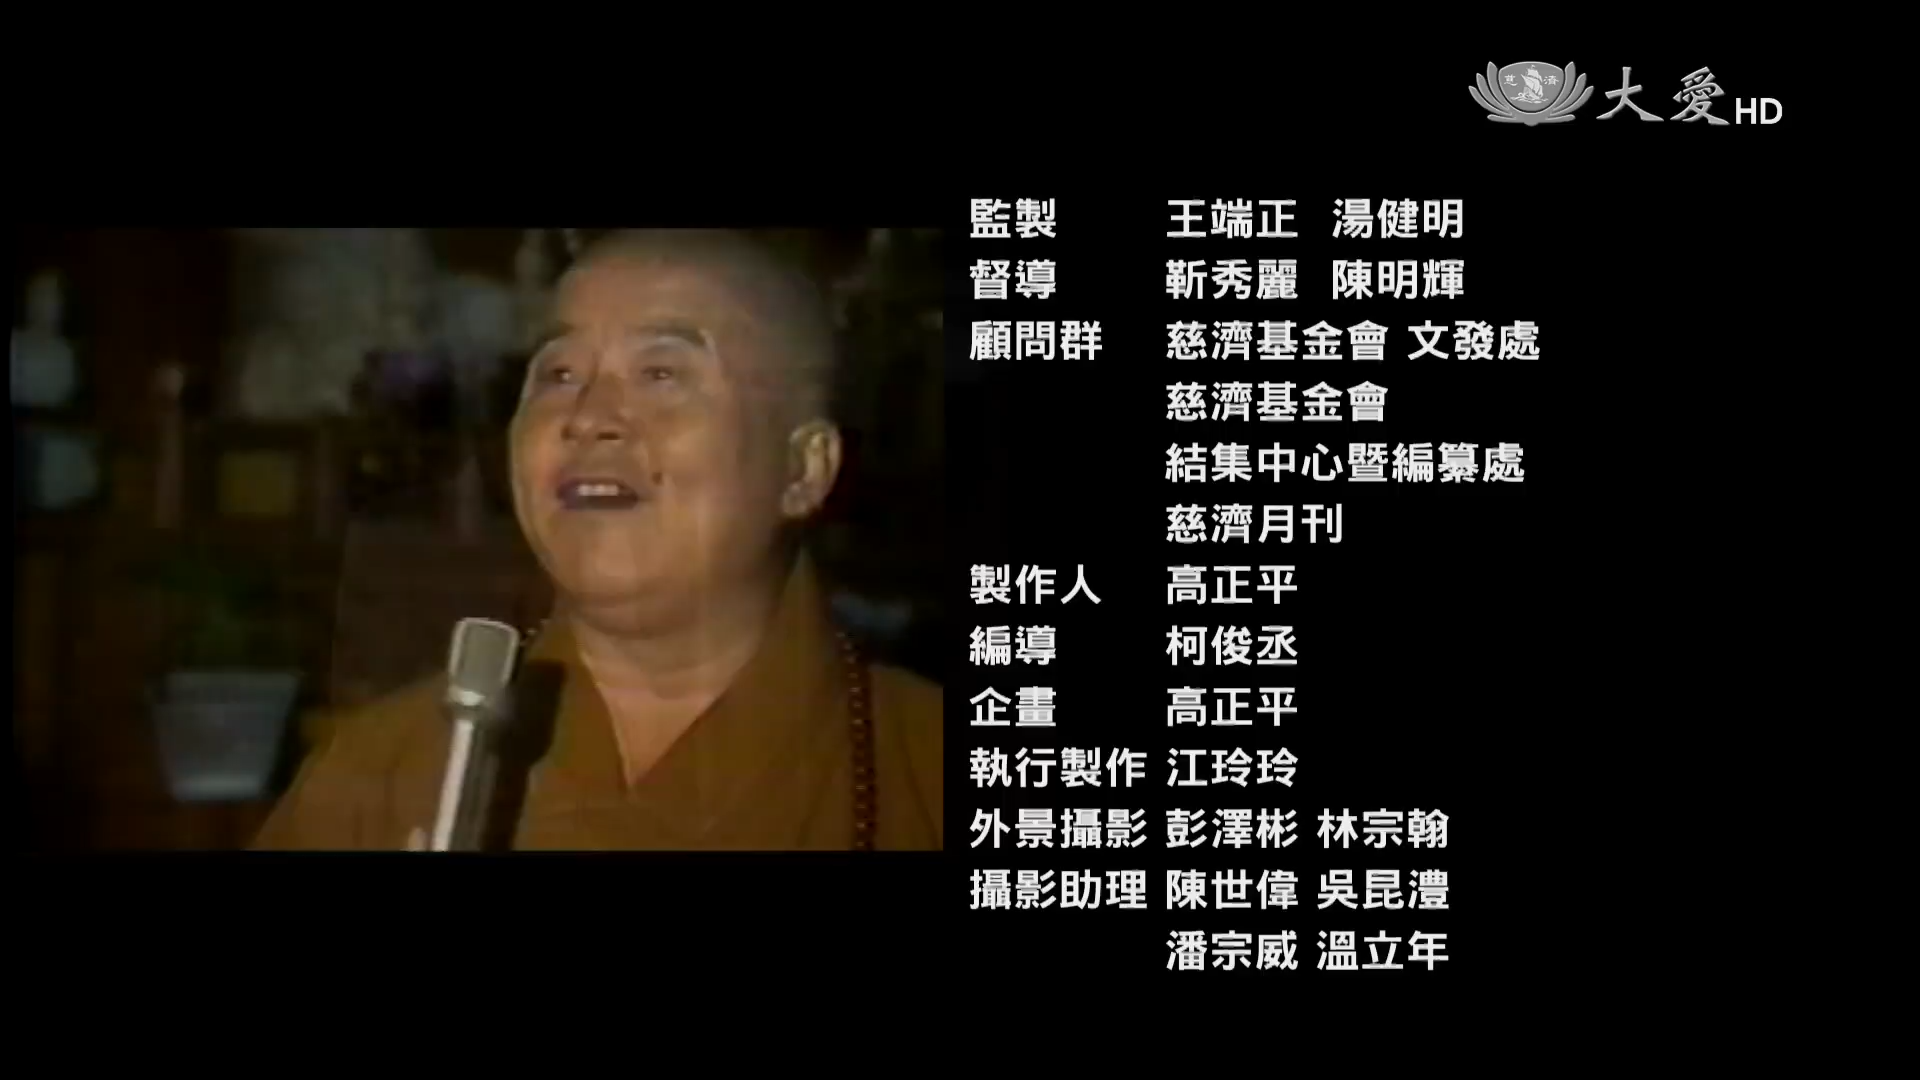 慈濟
大愛HD
監製 王端正 湯健明
督導 靳秀麗 陳明輝
顧問群 慈濟基金會 文發處
慈濟基金會
結集中心暨編纂處
慈濟月刊
製作人 高正平
編導 柯俊丞
企畫 高正平
執行製作 江玲玲
外景攝影 彭澤彬 林宗翰
攝影助理 陳世偉 吳昆澧
潘宗威 溫立年